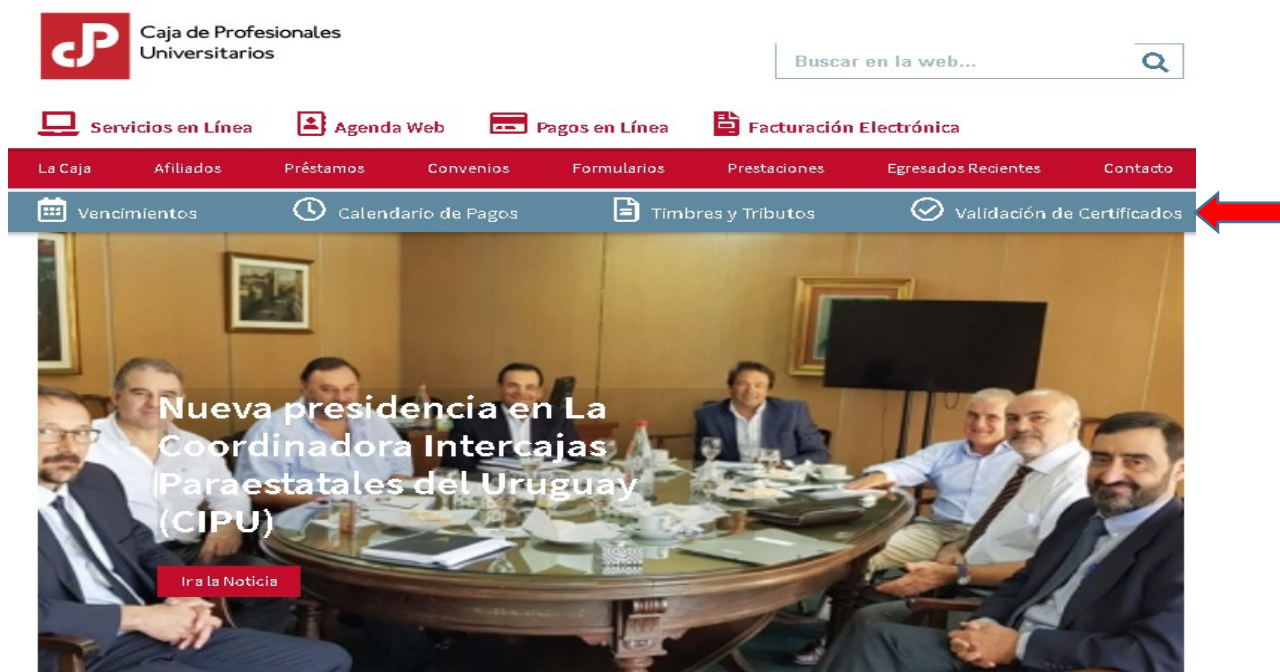 cP
Caja de Profesionales
Universitarios
Buscar en la web...
Servicios en Línea Agenda Web Pagos en Línea Facturación Electrónica
La Caja Afiliados Préstamos Convenios Formularios Prestaciones Egresados Recientes Contacto
Vencimientos Calendario de Pagos Timbres y Tributos Validación de Certificados
Nueva presidencia en La
Coordinadora Intercajas
Paraestatales del Uruguay
(CIPU)
Ir a la Noticia